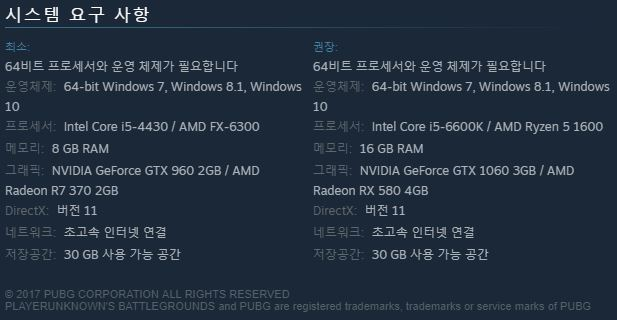 시스템 요구 사항
최소:
64비트 프로세서와 운영 체제가 필요합니다
운영체제: 64-bit Windows 7, Windows 8.1, Windows
10
프로세서: Intel Core i5-4430 / AMD FX-6300
메모리: 8 GB RAM
그래픽: NVIDIA GeForce GTX 960 2GB / AMD
Radeon R7 370 2GB
DirectX: 버전 11
네트워크: 초고속 인터넷 연결
저장공간: 30 GB 사용 가능 공간
권장:
64비트 프로세서와 운영 체제가 필요합니다
운영체제: 64-bit Windows 7, Windows 8.1, Windows
10
프로세서: Intel Core i5-6600K / AMD Ryzen 5 1600
메모리: 16 GB RAM
그래픽: NVIDIA GeForce GTX 1060 3GB / AMD
Radeon RX 580 4GB
DirectX: 버전 11
네트워크: 초고속 인터넷 연결
저장공간: 30 GB 사용 가능 공간
© 2017 PUBG CORPORATION ALL RIGHTS RESERVED
PLAYERUNKNOWN'S BATTLEGROUNDS and PUBG are registered trademarks, trademarks or service marks of PUBG